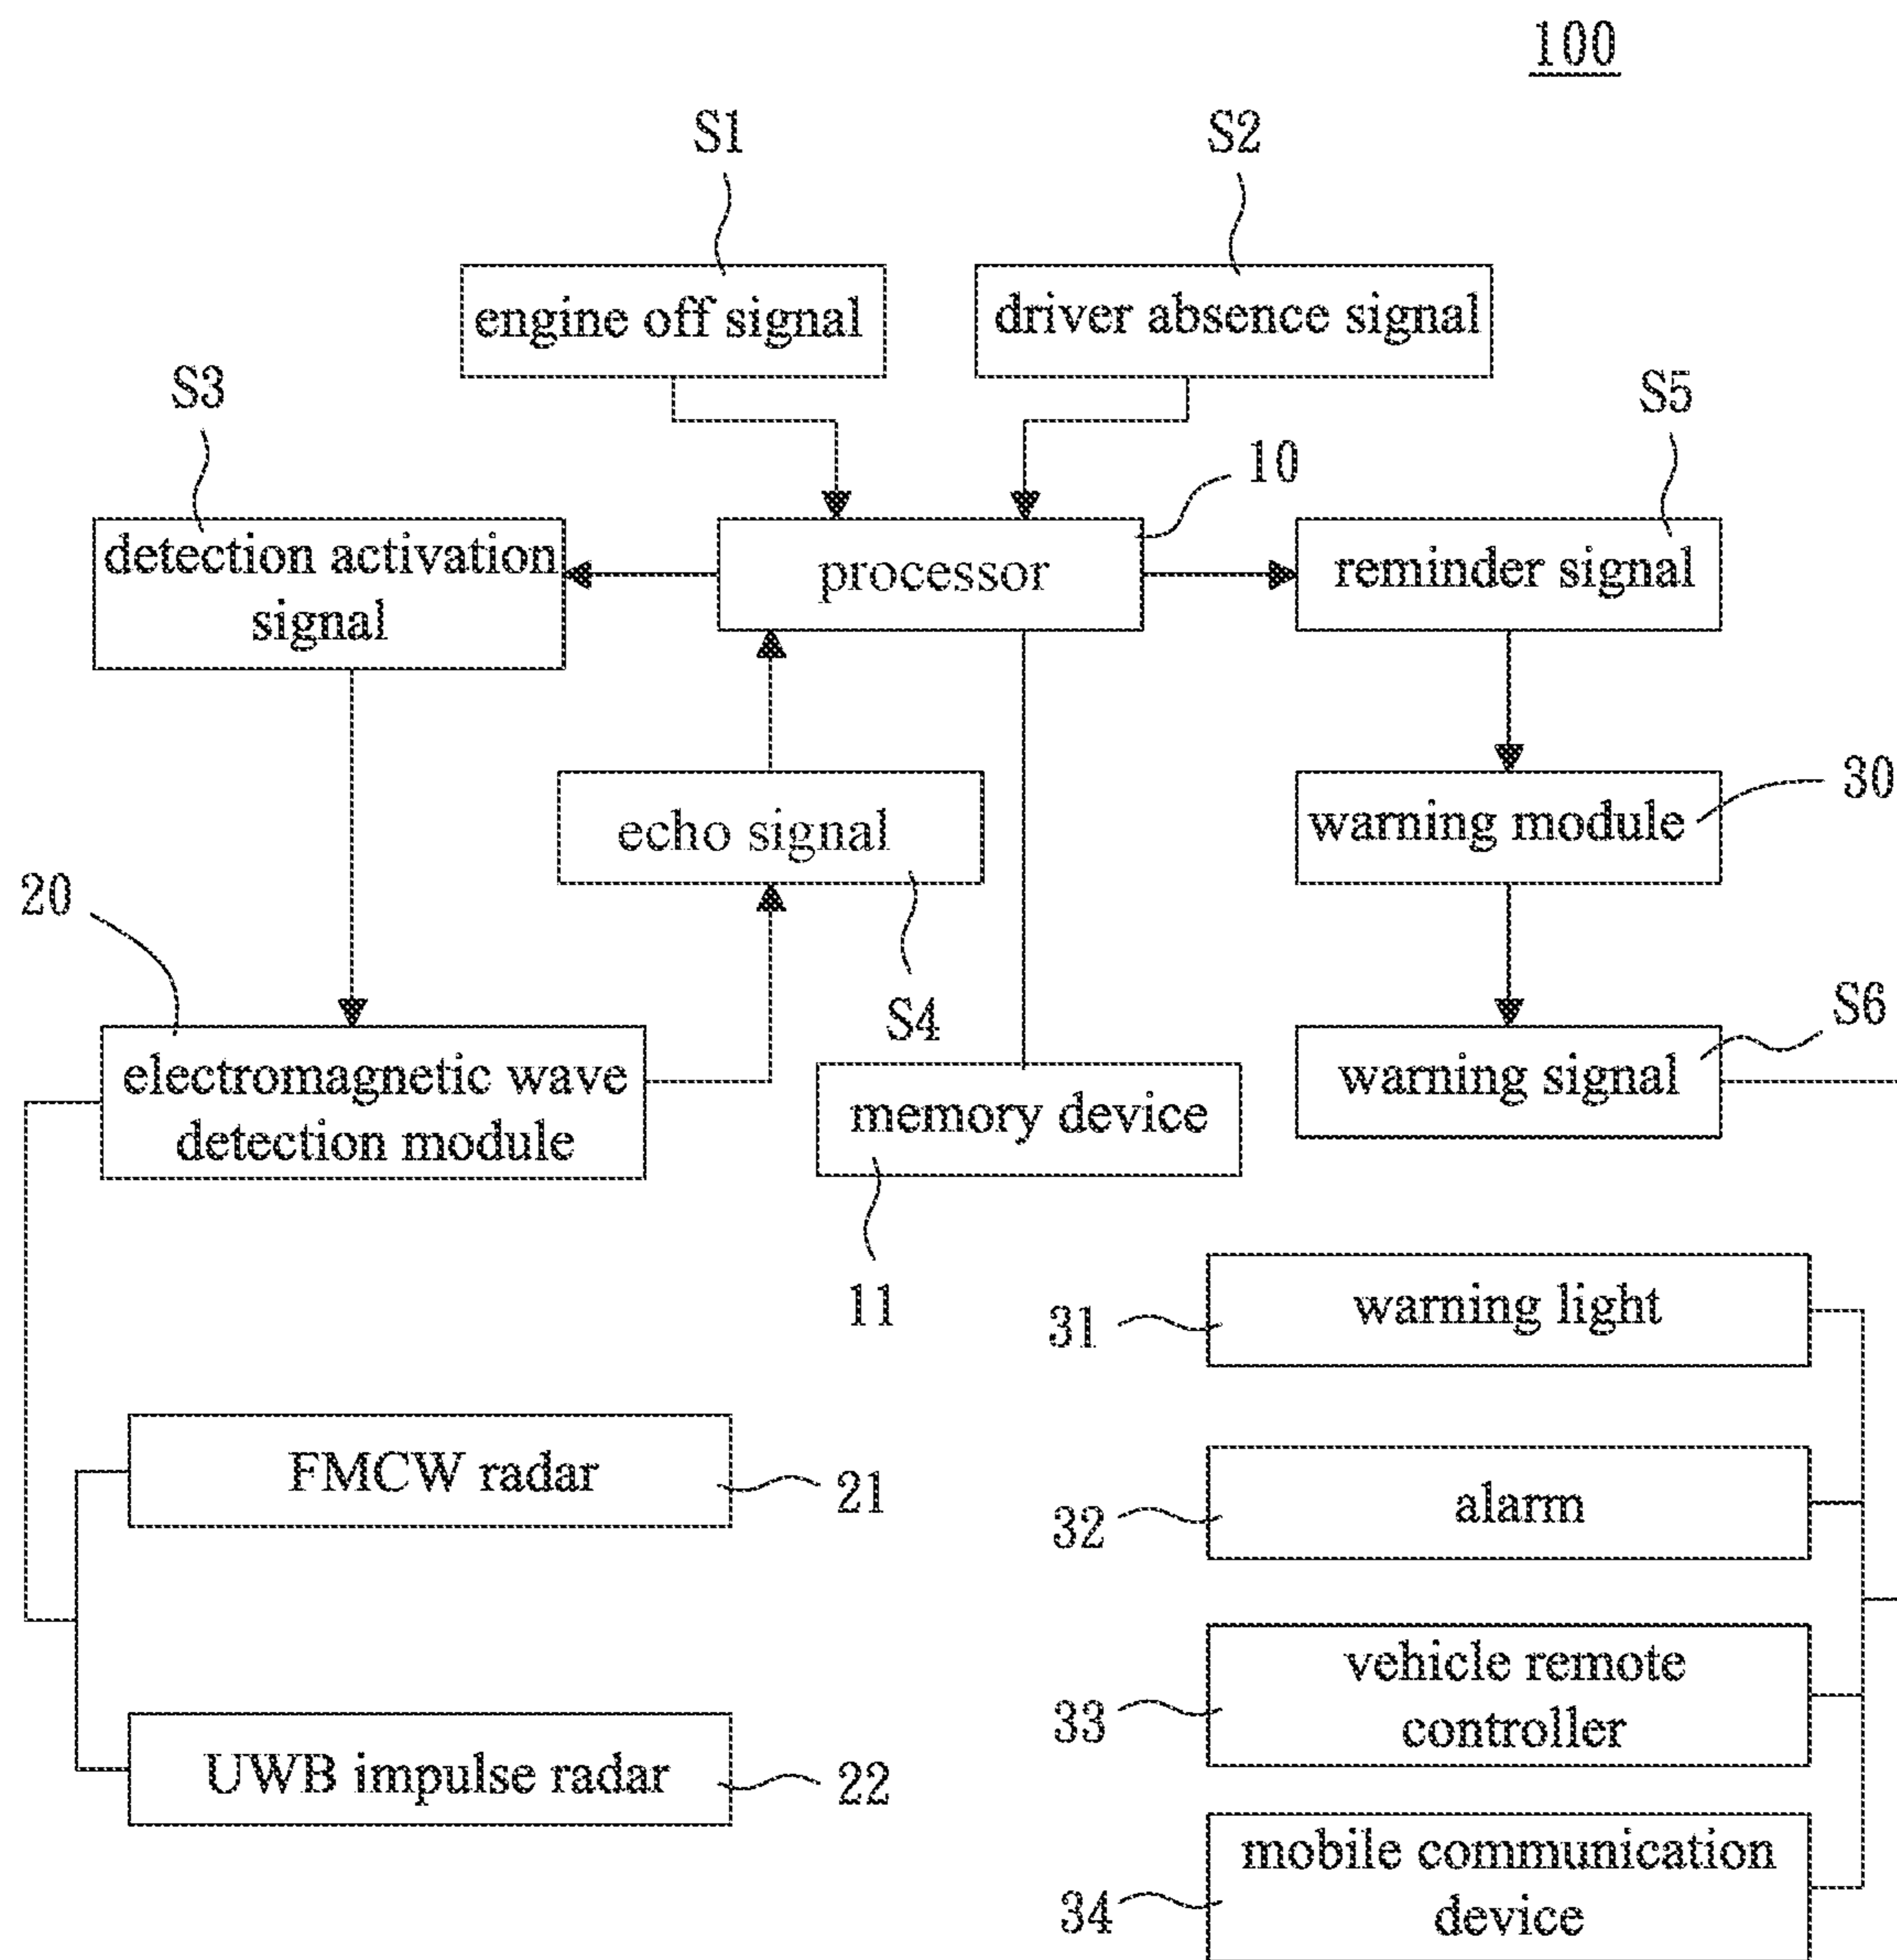 100
S1
S2
engine off signal
driver absence signal
S3
S5
10
detection activation
signal
processor
reminder signal
30
echo signal
warning module
20
S4
S6
electromagnetic wave
detection module
memory device
warning signal
11
31
warning light
FMCW radar
21
32
alarm
33
vehicle remote
controller
UWB impulse radar
22
34
mobile communication
device